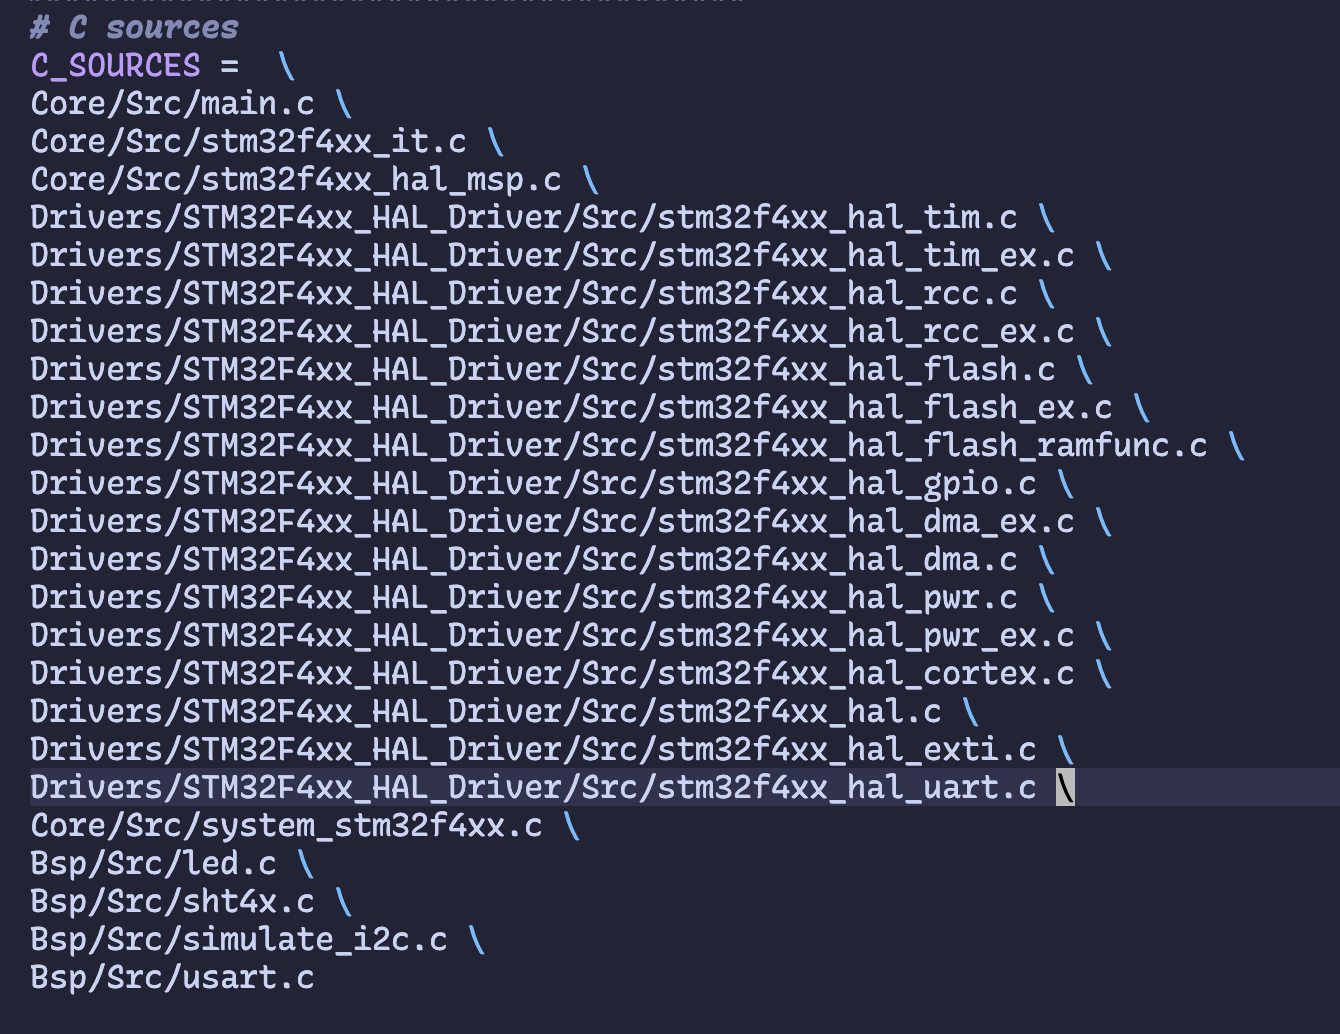 # C sources
C_SOURCES =  \
Core/Src/main.c \
Core/Src/stm32f4xx_it.c \
Core/Src/stm32f4xx_hal_msp.c \
Drivers/STM32F4xx_HAL_Driver/Src/stm32f4xx_hal_tim.c \
Drivers/STM32F4xx_HAL_Driver/Src/stm32f4xx_hal_tim_ex.c \
Drivers/STM32F4xx_HAL_Driver/Src/stm32f4xx_hal_rcc.c \
Drivers/STM32F4xx_HAL_Driver/Src/stm32f4xx_hal_rcc_ex.c \
Drivers/STM32F4xx_HAL_Driver/Src/stm32f4xx_hal_flash.c \
Drivers/STM32F4xx_HAL_Driver/Src/stm32f4xx_hal_flash_ex.c \
Drivers/STM32F4xx_HAL_Driver/Src/stm32f4xx_hal_flash_ramfunc.c \
Drivers/STM32F4xx_HAL_Driver/Src/stm32f4xx_hal_gpio.c \
Drivers/STM32F4xx_HAL_Driver/Src/stm32f4xx_hal_dma_ex.c \
Drivers/STM32F4xx_HAL_Driver/Src/stm32f4xx_hal_dma.c \
Drivers/STM32F4xx_HAL_Driver/Src/stm32f4xx_hal_pwr.c \
Drivers/STM32F4xx_HAL_Driver/Src/stm32f4xx_hal_pwr_ex.c \
Drivers/STM32F4xx_HAL_Driver/Src/stm32f4xx_hal_cortex.c \
Drivers/STM32F4xx_HAL_Driver/Src/stm32f4xx_hal.c \
Drivers/STM32F4xx_HAL_Driver/Src/stm32f4xx_hal_exti.c \
Drivers/STM32F4xx_HAL_Driver/Src/stm32f4xx_hal_uart.c \
Core/Src/system_stm32f4xx.c \
Bsp/Src/led.c \
Bsp/Src/sht4x.c \
Bsp/Src/simulate_i2c.c \
Bsp/Src/usart.c